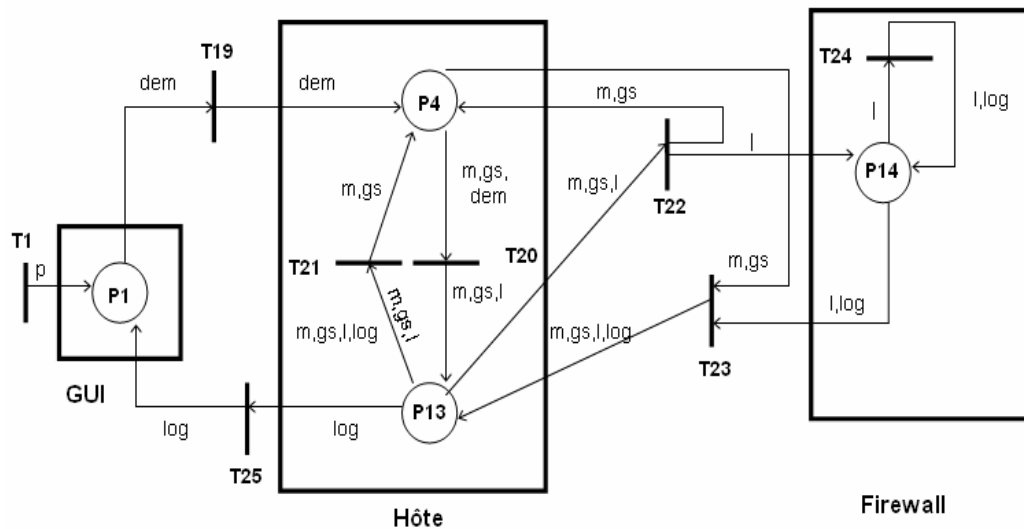 T19
dem
dem
P4
m,gs
T24
l
l,log
P14
m,gs,
dem
m,gs
m,gs,l
l
T22
T1
p
P1
T21
T20
m,gs,l
m,gs,l
m,gs,l,log
m,gs
l,log
m,gs,l,log
T23
GUI
P13
log
log
T25
Hôte
Firewall